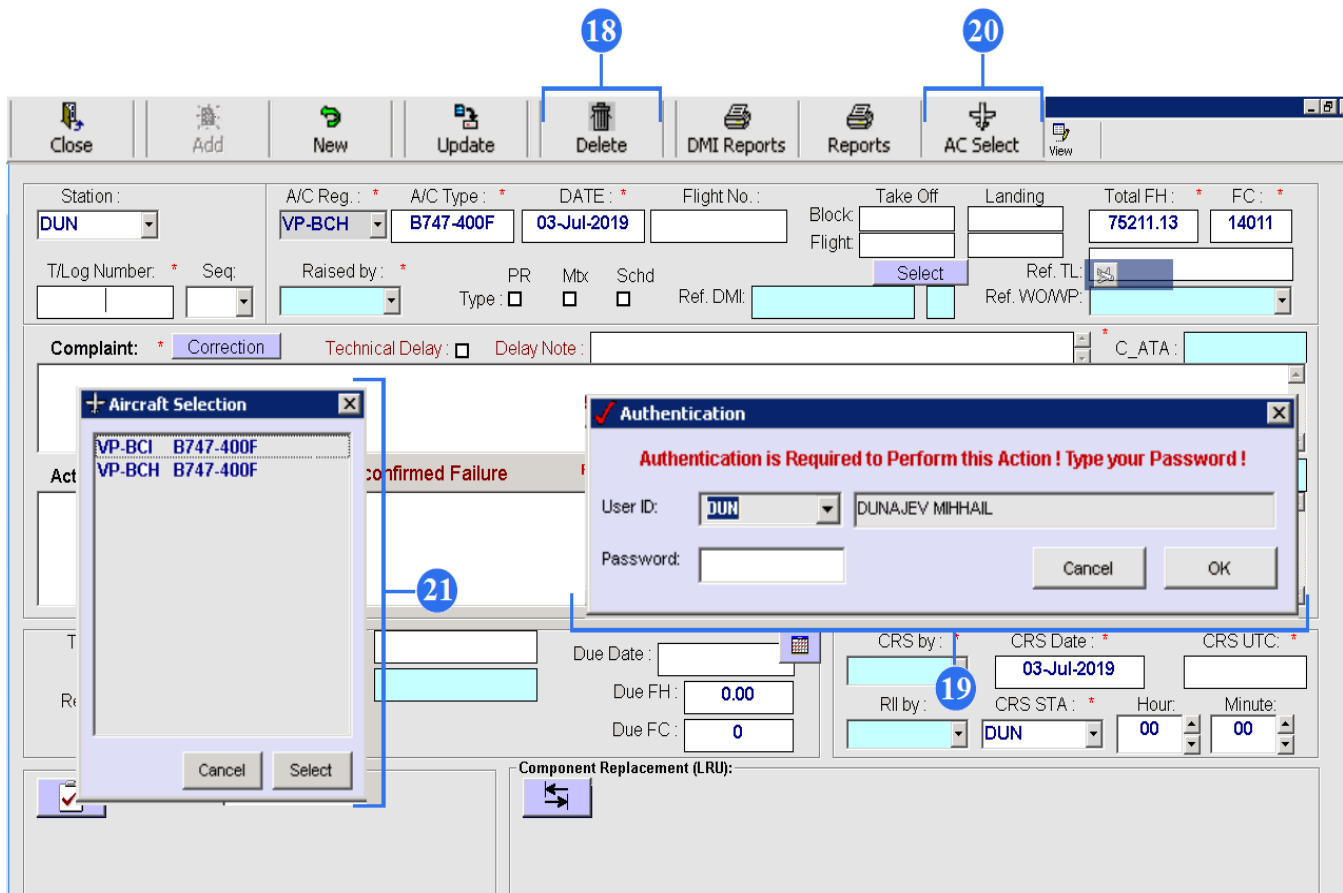 18 20
Close Add New Update Delete DMI Reports Reports AC Select View
Station : A/C Reg. : * A/C Type : * DATE : * Flight No. : Take Off Landing Total FH : * FC : *
DUN VP-BCH B747-400F 03-Jul-2019 Block: 75211.13 14011
Flight:
T/Log Number: * Seq: Raised by : * PR Mtx Schd Select Ref. TL:
Type : Ref. DMI: Ref. WO/WP:
Complaint: * Correction Technical Delay : Delay Note : * C_ATA :
Aircraft Selection
VP-BCI B747-400F
VP-BCH B747-400F
Cancel Select
21
Act
confirmed Failure
Authentication
Authentication is Required to Perform this Action ! Type your Password !
User ID: DUN DUNAJEV MIHHAIL
Password: Cancel OK
19
T
Re
Due Date :
Due FH : 0.00
Due FC : 0
CRS by : * CRS Date : * CRS UTC: *
03-Jul-2019
RII by : CRS STA : * Hour: Minute:
DUN 00 00
Component Replacement (LRU):